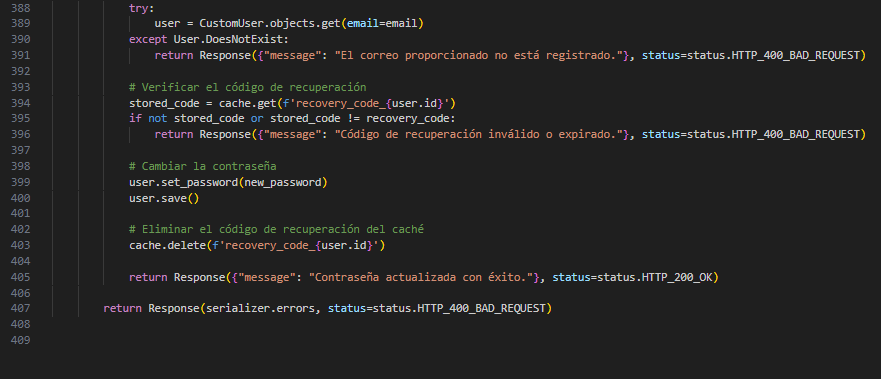 388 try:
389 user = CustomUser.objects.get(email=email)
390 except User.DoesNotExist:
391 return Response({"message": "El correo proporcionado no está registrado."}, status=status.HTTP_400_BAD_REQUEST)
392
393 # Verificar el código de recuperación
394 stored_code = cache.get(f'recovery_code_{user.id}')
395 if not stored_code or stored_code != recovery_code:
396 return Response({"message": "Código de recuperación inválido o expirado."}, status=status.HTTP_400_BAD_REQUEST)
397
398 # Cambiar la contraseña
399 user.set_password(new_password)
400 user.save()
401
402 # Eliminar el código de recuperación del caché
403 cache.delete(f'recovery_code_{user.id}')
404
405 return Response({"message": "Contraseña actualizada con éxito."}, status=status.HTTP_200_OK)
406
407 return Response(serializer.errors, status=status.HTTP_400_BAD_REQUEST)
408
409